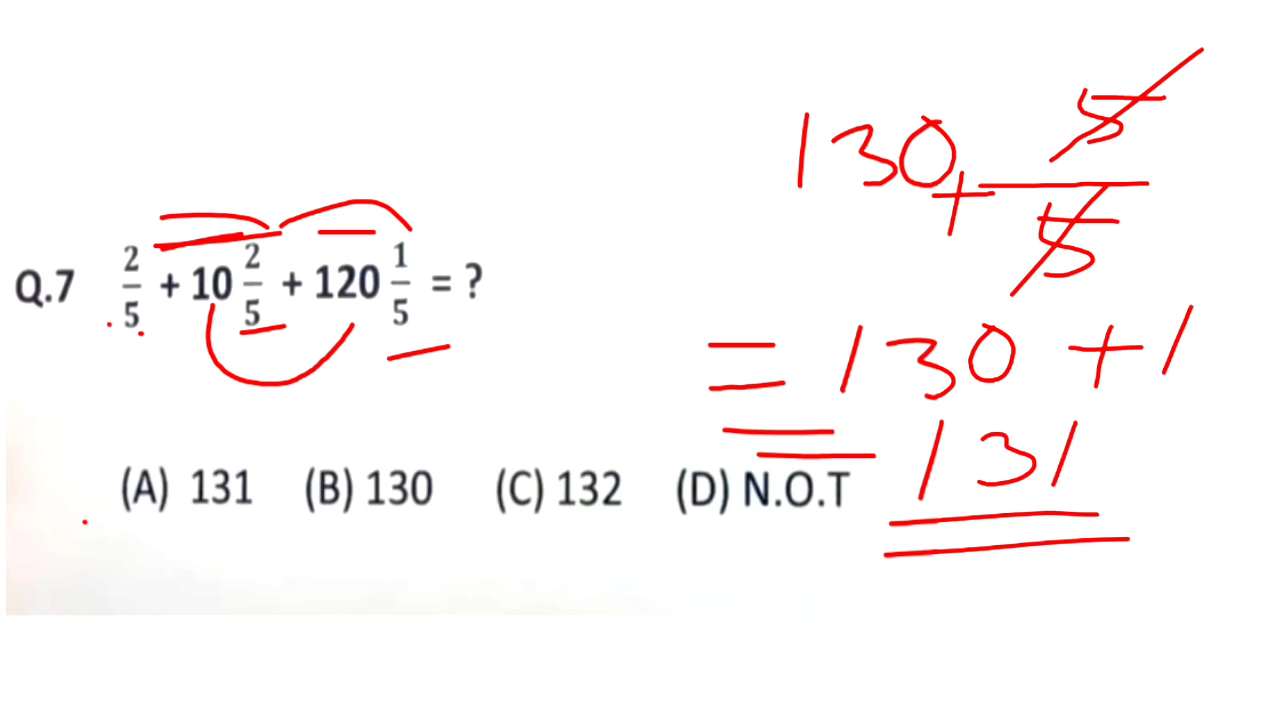 Q.7 2/5 + 10 2/5 + 120 1/5 = ?
(A) 131 (B) 130 (C) 132 (D) N.O.T
130 + 5/5
= 130 + 1
131